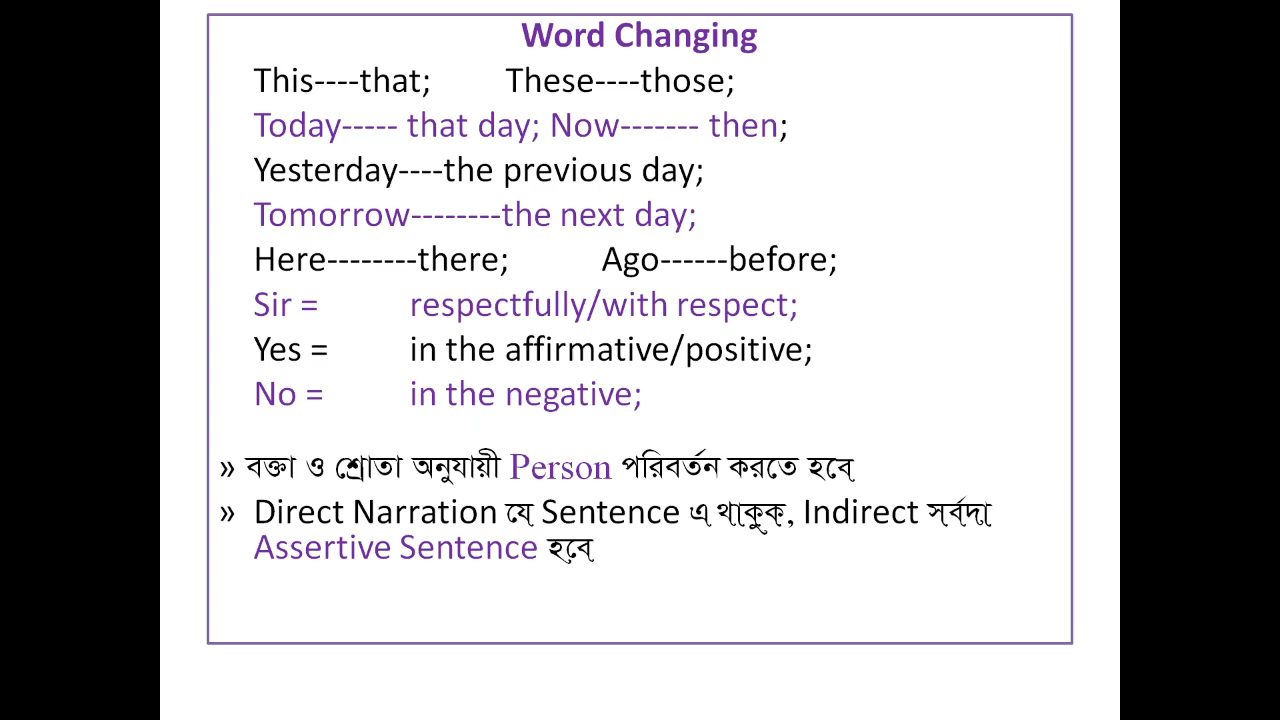 Word Changing
This----that; These----those;
Today----- that day; Now------- then;
Yesterday----the previous day;
Tomorrow--------the next day;
Here--------there; Ago------before;
Sir = respectfully/with respect;
Yes = in the affirmative/positive;
No = in the negative;
» বক্তা ও শ্রোতা অনুযায়ী Person পরিবর্তন করতে হবে
» Direct Narration যে Sentence এ থাকুক, Indirect সর্বদা
Assertive Sentence হবে